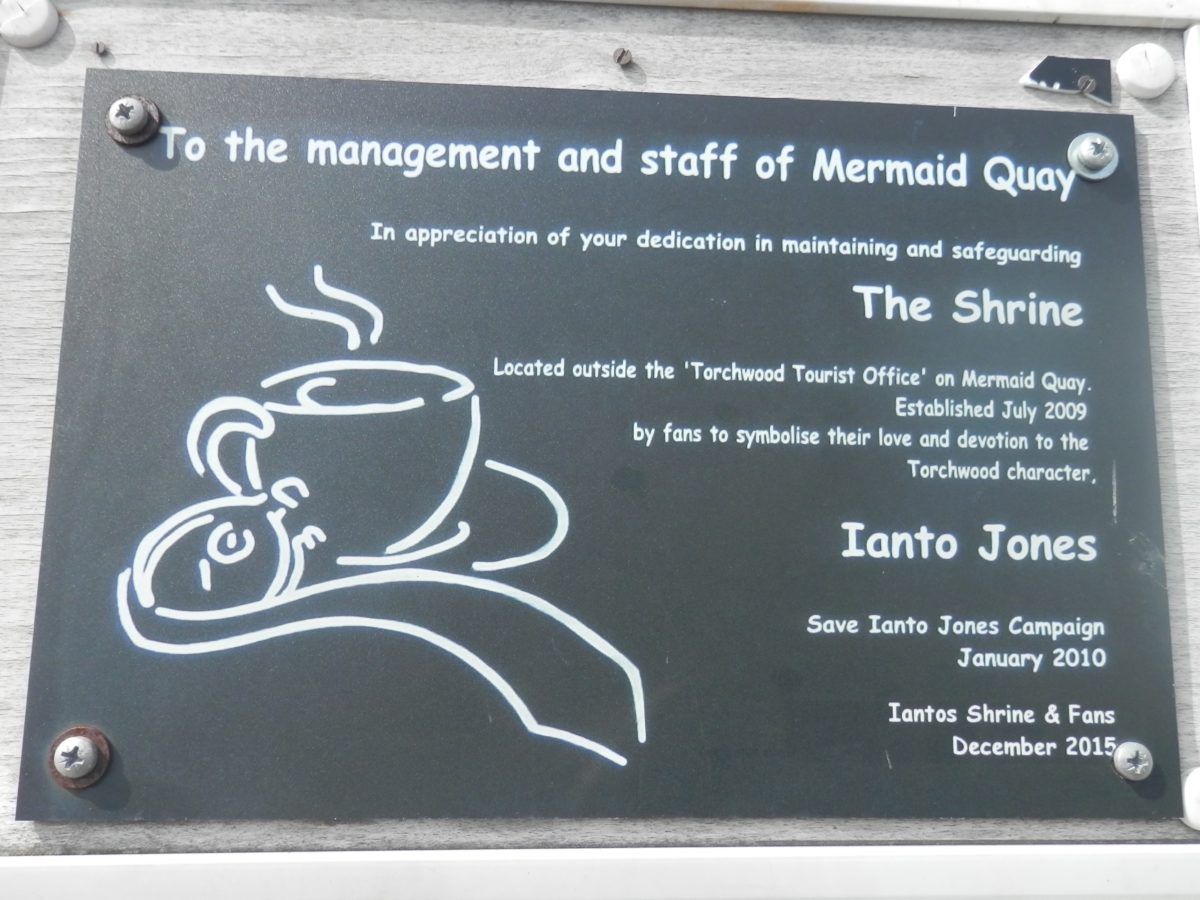 To the management and staff of Mermaid Quay
In appreciation of your dedication in maintaining and safeguarding
The Shrine
Located outside the 'Torchwood Tourist Office' on Mermaid Quay.
Established July 2009
by fans to symbolise their love and devotion to the
Torchwood character,
Ianto Jones
Save Ianto Jones Campaign
January 2010
Iantos Shrine & Fans
December 2015